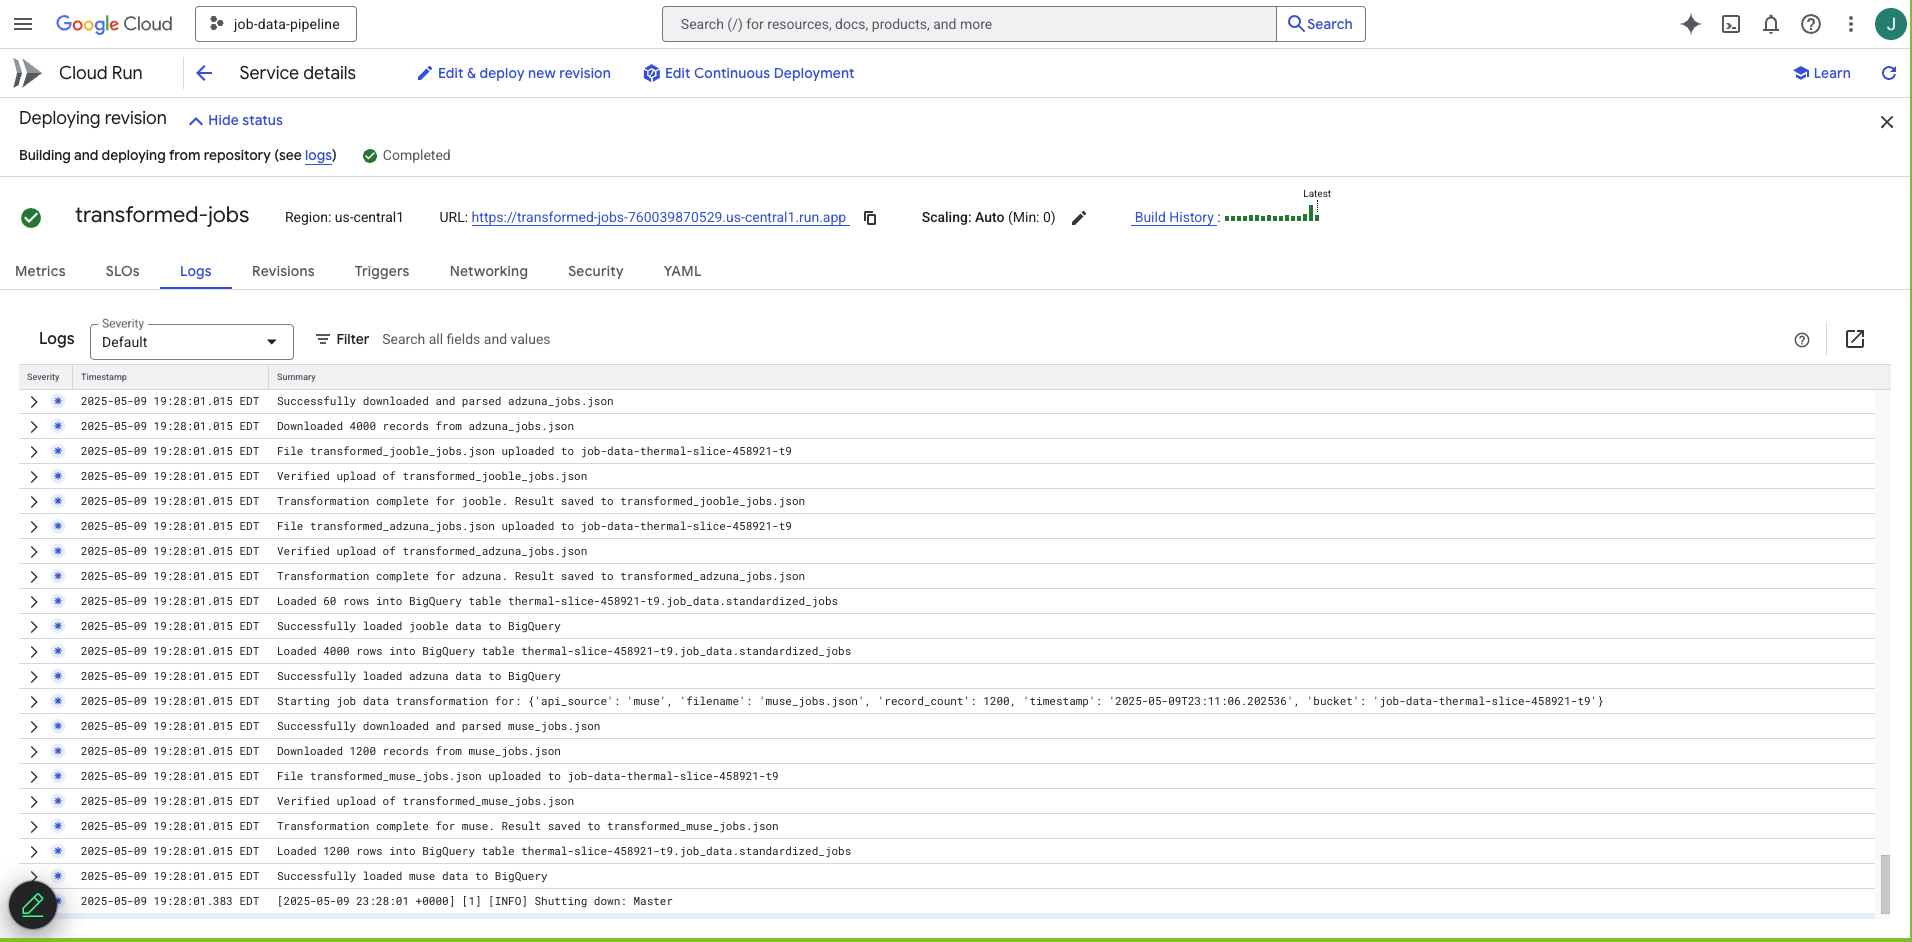 Google Cloud job-data-pipeline Search (/) for resources, docs, products, and more Search J
Cloud Run Service details Edit & deploy new revision Edit Continuous Deployment Learn
Deploying revision Hide status
Building and deploying from repository (see logs) Completed
Latest
transformed-jobs Region: us-central1 URL: https://transformed-jobs-760039870529.us-central1.run.app Scaling: Auto (Min: 0) Build History :
Metrics SLOs Logs Revisions Triggers Networking Security YAML
Severity
Logs Default Filter Search all fields and values
Severity Timestamp Summary
2025-05-09 19:28:01.015 EDT Successfully downloaded and parsed adzuna_jobs.json
2025-05-09 19:28:01.015 EDT Downloaded 4000 records from adzuna_jobs.json
2025-05-09 19:28:01.015 EDT File transformed_jooble_jobs.json uploaded to job-data-thermal-slice-458921-t9
2025-05-09 19:28:01.015 EDT Verified upload of transformed_jooble_jobs.json
2025-05-09 19:28:01.015 EDT Transformation complete for jooble. Result saved to transformed_jooble_jobs.json
2025-05-09 19:28:01.015 EDT File transformed_adzuna_jobs.json uploaded to job-data-thermal-slice-458921-t9
2025-05-09 19:28:01.015 EDT Verified upload of transformed_adzuna_jobs.json
2025-05-09 19:28:01.015 EDT Transformation complete for adzuna. Result saved to transformed_adzuna_jobs.json
2025-05-09 19:28:01.015 EDT Loaded 60 rows into BigQuery table thermal-slice-458921-t9.job_data.standardized_jobs
2025-05-09 19:28:01.015 EDT Successfully loaded jooble data to BigQuery
2025-05-09 19:28:01.015 EDT Loaded 4000 rows into BigQuery table thermal-slice-458921-t9.job_data.standardized_jobs
2025-05-09 19:28:01.015 EDT Successfully loaded adzuna data to BigQuery
2025-05-09 19:28:01.015 EDT Starting job data transformation for: {'api_source': 'muse', 'filename': 'muse_jobs.json', 'record_count': 1200, 'timestamp': '2025-05-09T23:11:06.202536', 'bucket': 'job-data-thermal-slice-458921-t9'}
2025-05-09 19:28:01.015 EDT Successfully downloaded and parsed muse_jobs.json
2025-05-09 19:28:01.015 EDT Downloaded 1200 records from muse_jobs.json
2025-05-09 19:28:01.015 EDT File transformed_muse_jobs.json uploaded to job-data-thermal-slice-458921-t9
2025-05-09 19:28:01.015 EDT Verified upload of transformed_muse_jobs.json
2025-05-09 19:28:01.015 EDT Transformation complete for muse. Result saved to transformed_muse_jobs.json
2025-05-09 19:28:01.015 EDT Loaded 1200 rows into BigQuery table thermal-slice-458921-t9.job_data.standardized_jobs
2025-05-09 19:28:01.015 EDT Successfully loaded muse data to BigQuery
2025-05-09 19:28:01.383 EDT [2025-05-09 23:28:01 +0000] [1] [INFO] Shutting down: Master